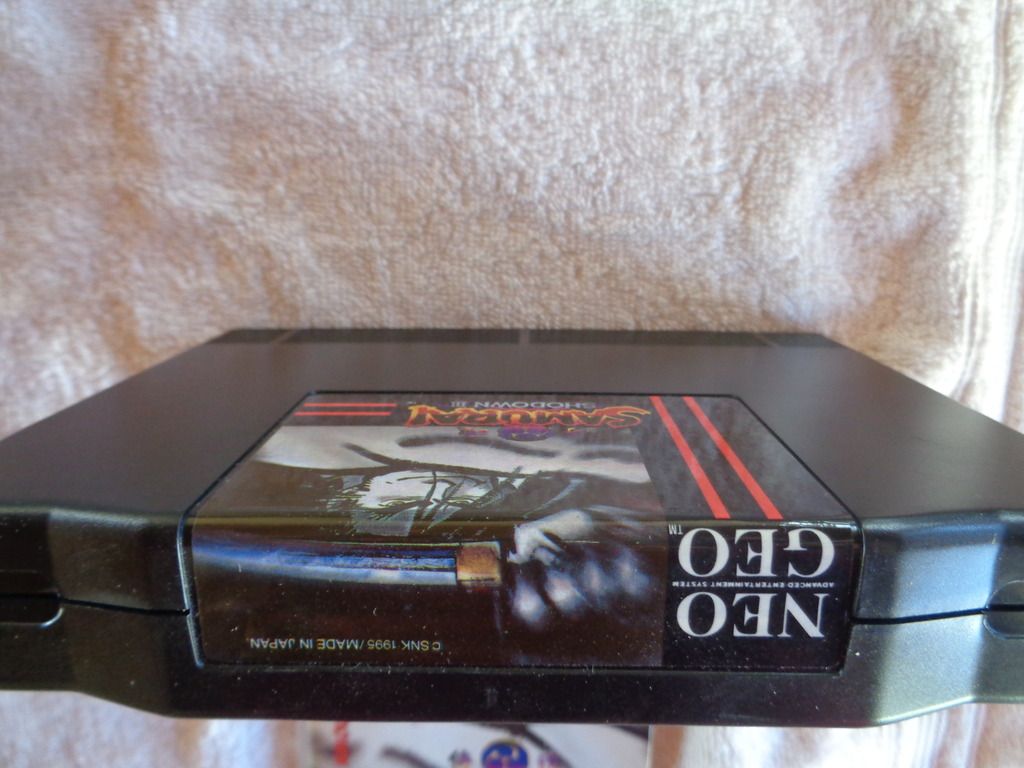 SAMURAI
SHODOWN III
NEO
ADVANCED ENTERTAINMENT SYSTEM
GEO
TM
© SNK 1995 / MADE IN JAPAN.